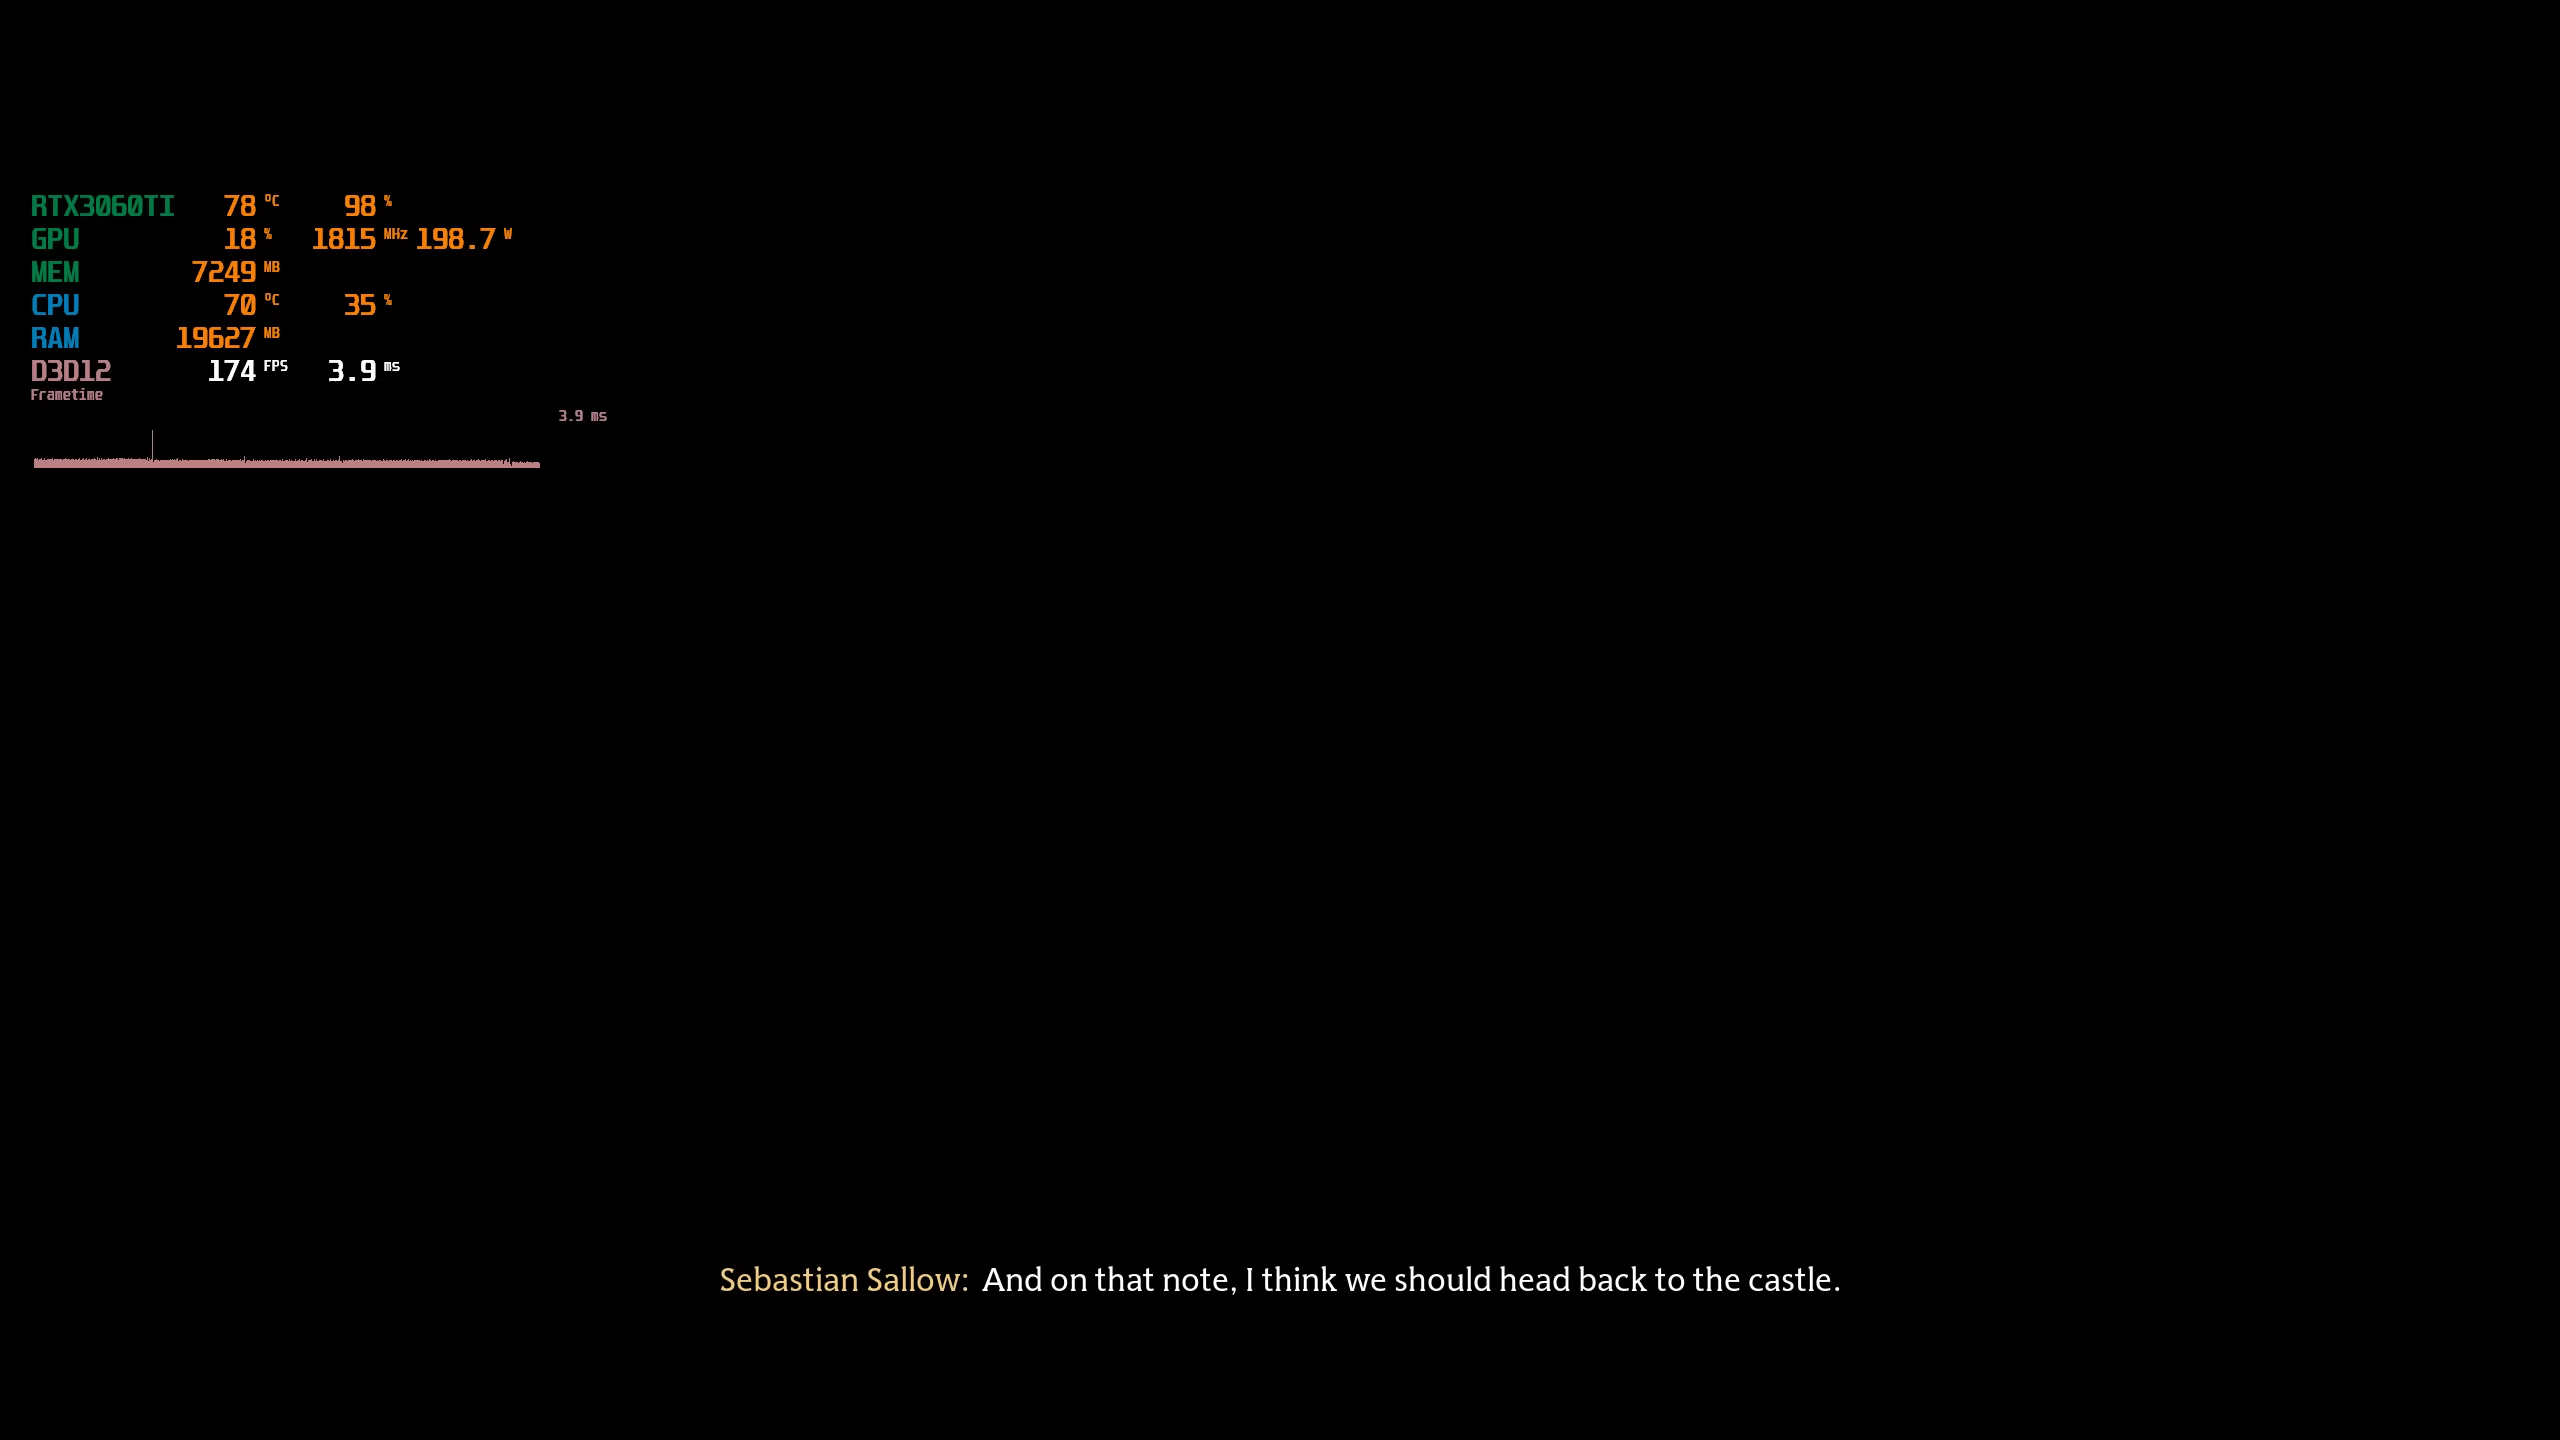 RTX3060TI 78 °C 98 %
GPU 18 % 1815 MHz 198.7 W
MEM 7249 MB
CPU 70 °C 35 %
RAM 19627 MB
D3D12 174 FPS 3.9 ms
Frametime
3.9 ms
Sebastian Sallow: And on that note, I think we should head back to the castle.